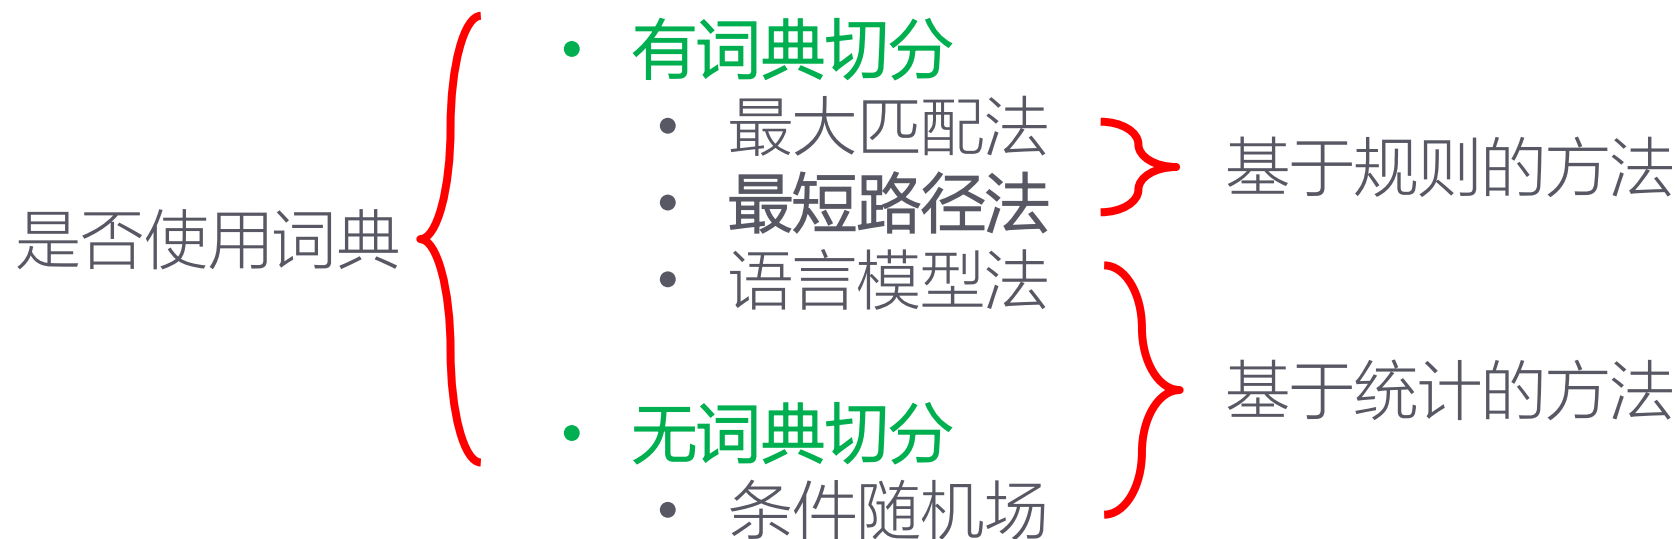 是否使用词典
• 有词典切分
• 最大匹配法
• 最短路径法
• 语言模型法
• 无词典切分
• 条件随机场
基于规则的方法
基于统计的方法